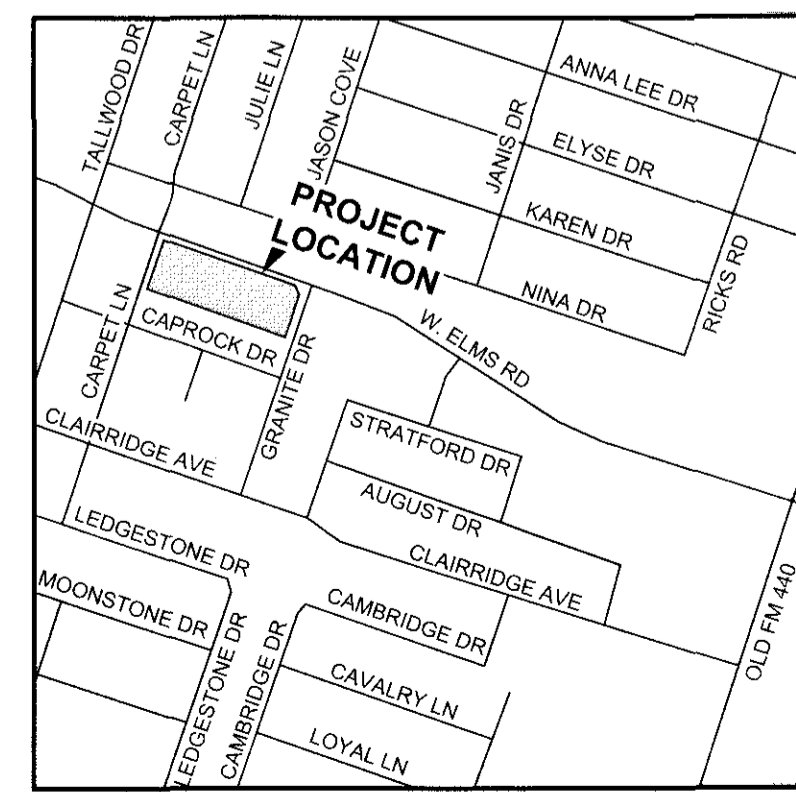 TALLWOOD DR
CARPET LN
JULIE LN
JASON COVE
JANIS DR
ANNA LEE DR
ELYSE DR
KAREN DR
NINA DR
RICKS RD
PROJECT
LOCATION
W. ELMS RD
CARPET LN
CAPROCK DR
GRANITE DR
CLAIRRIDGE AVE
STRATFORD DR
AUGUST DR
CLAIRRIDGE AVE
LEDGESTONE DR
MOONSTONE DR
LEDGESTONE DR
CAMBRIDGE DR
CAMBRIDGE DR
CAVALRY LN
LOYAL LN
OLD FM 440